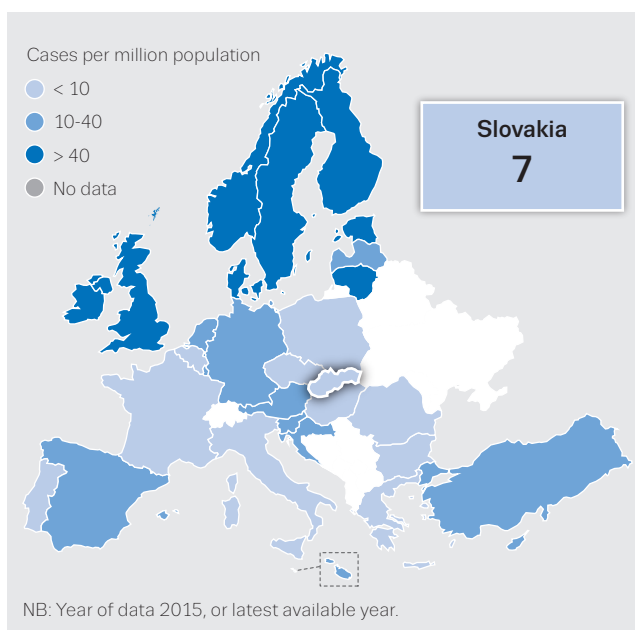 Cases per million population
< 10
10-40
> 40
No data
Slovakia
7
NB: Year of data 2015, or latest available year.